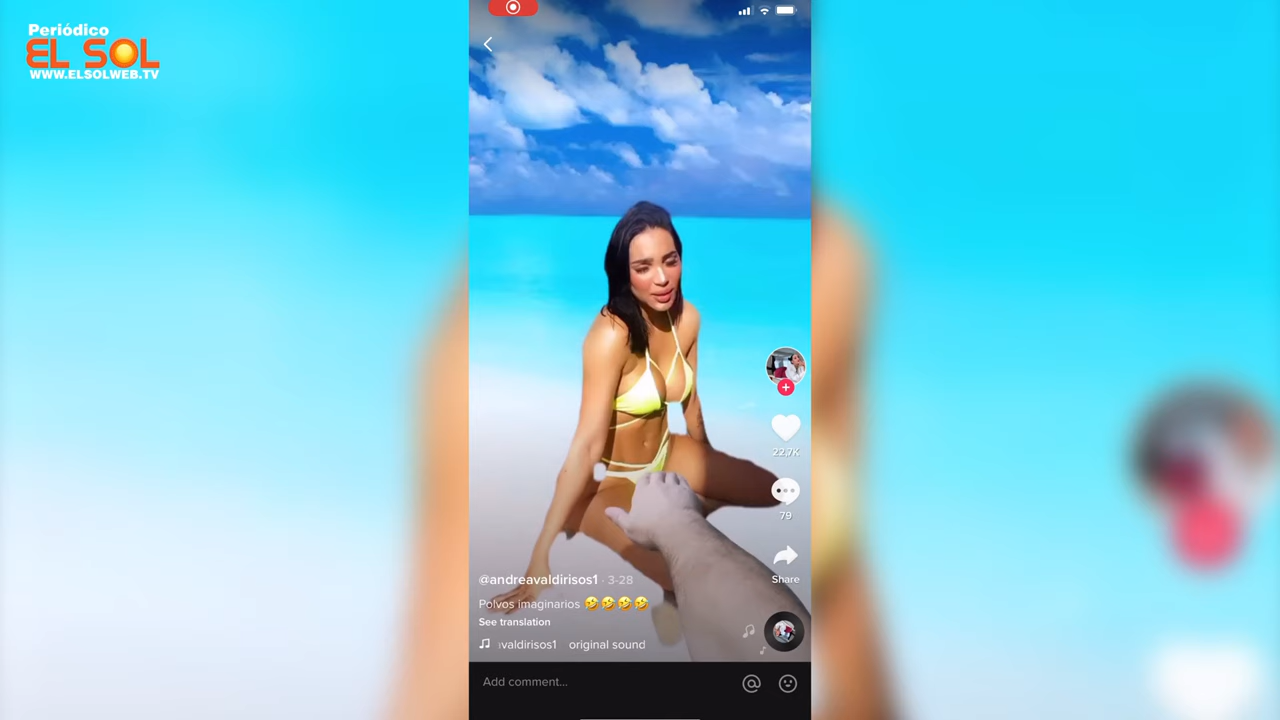 Periódico
EL SOL
WWW.ELSOLWEB.TV
22,7K
79
Share
@andreavaldirisos1 · 3-28
Polvos imaginarios 🤣🤣🤣🤣
See translation
valdirisos1 original sound
Add comment...